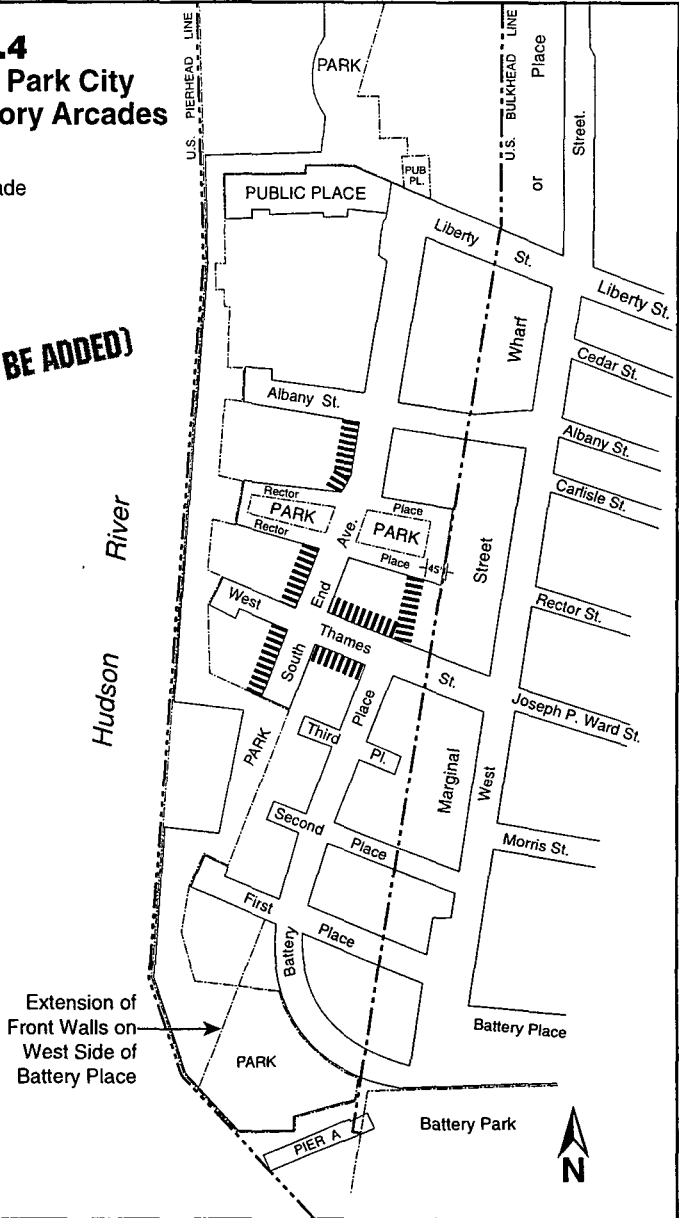 .4
Park City
ory Arcades
ade
BE ADDED)
U.S. PIERHEAD LINE
PARK
U.S. BULKHEAD LINE
Place
or
Street.
PUB
PL.
PUBLIC PLACE
Liberty St.
Liberty St.
Wharf
Cedar St.
Albany St.
Albany St.
Carlisle St.
Rector Place
PARK
PARK
Rector Place
45'
Ave.
Street
River
West
End
Rector St.
Thames St.
South
Hudson
Joseph P. Ward St.
Place
PARK
Third Pl.
Marginal
West
Second Place
Morris St.
First Place
Battery
Extension of
Front Walls on
West Side of
Battery Place
Battery Place
PARK
Battery Park
PIER A
N